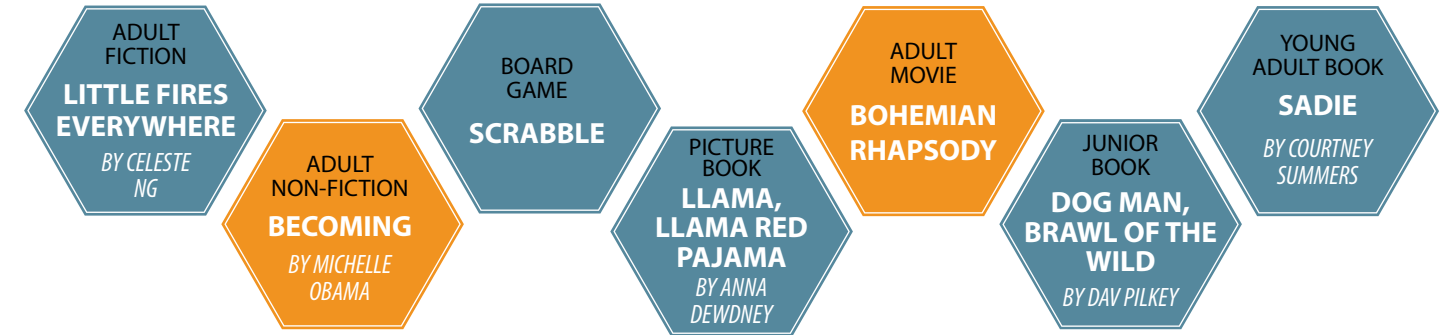 ADULT
FICTION
LITTLE FIRES
EVERYWHERE
BY CELESTE
NG
ADULT
NON-FICTION
BECOMING
BY MICHELLE
OBAMA
BOARD
GAME
SCRABBLE
PICTURE
BOOK
LLAMA,
LLAMA RED
PAJAMA
BY ANNA
DEWDNEY
ADULT
MOVIE
BOHEMIAN
RHAPSODY
JUNIOR
BOOK
DOG MAN,
BRAWL OF THE
WILD
BY DAV PILKEY
YOUNG
ADULT BOOK
SADIE
BY COURTNEY
SUMMERS